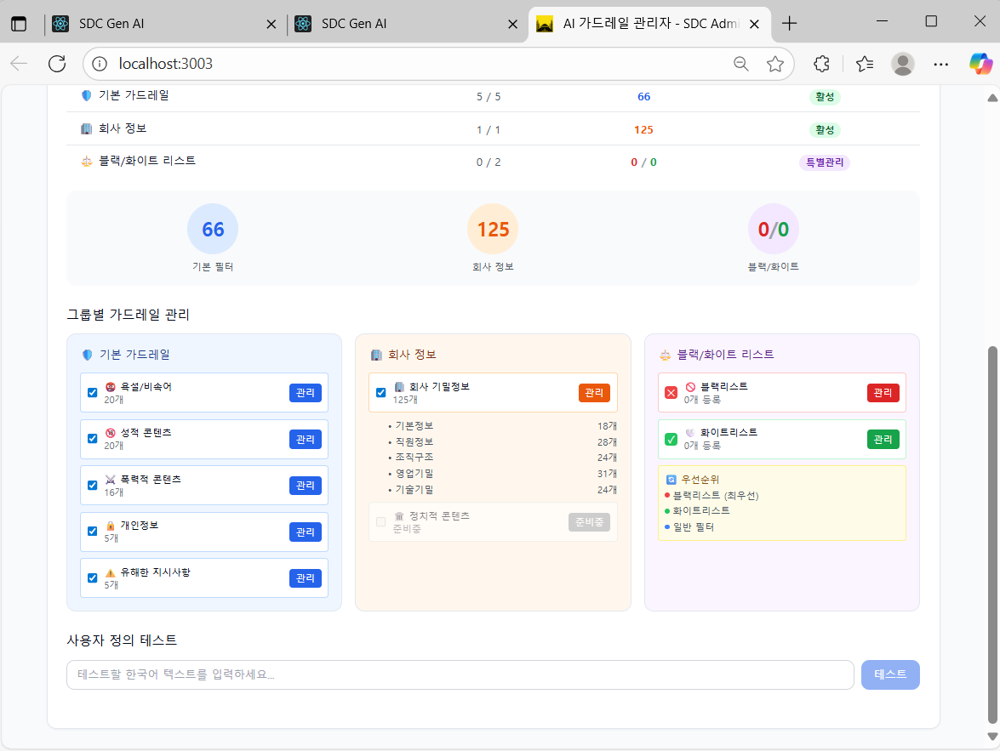 SDC Gen AI
SDC Gen AI
AI 가드레일 관리자 - SDC Adm
localhost:3003
기본 가드레일 5 / 5 66 활성
회사 정보 1 / 1 125 활성
블랙/화이트 리스트 0 / 2 0 / 0 특별관리
66 125 0/0
기본 필터 회사 정보 블랙/화이트
그룹별 가드레일 관리
기본 가드레일
욕설/비속어
20개
관리
성적 콘텐츠
20개
관리
폭력적 콘텐츠
16개
관리
개인정보
5개
관리
유해한 지시사항
5개
관리
회사 정보
회사 기밀정보
125개
관리
• 기본정보 18개
• 직원정보 28개
• 조직구조 24개
• 영업기밀 31개
• 기술기밀 24개
정치적 콘텐츠
준비중
준비중
블랙/화이트 리스트
블랙리스트
0개 등록
관리
화이트리스트
0개 등록
관리
우선순위
블랙리스트 (최우선)
화이트리스트
일반 필터
사용자 정의 테스트
테스트할 한국어 텍스트를 입력하세요...
테스트